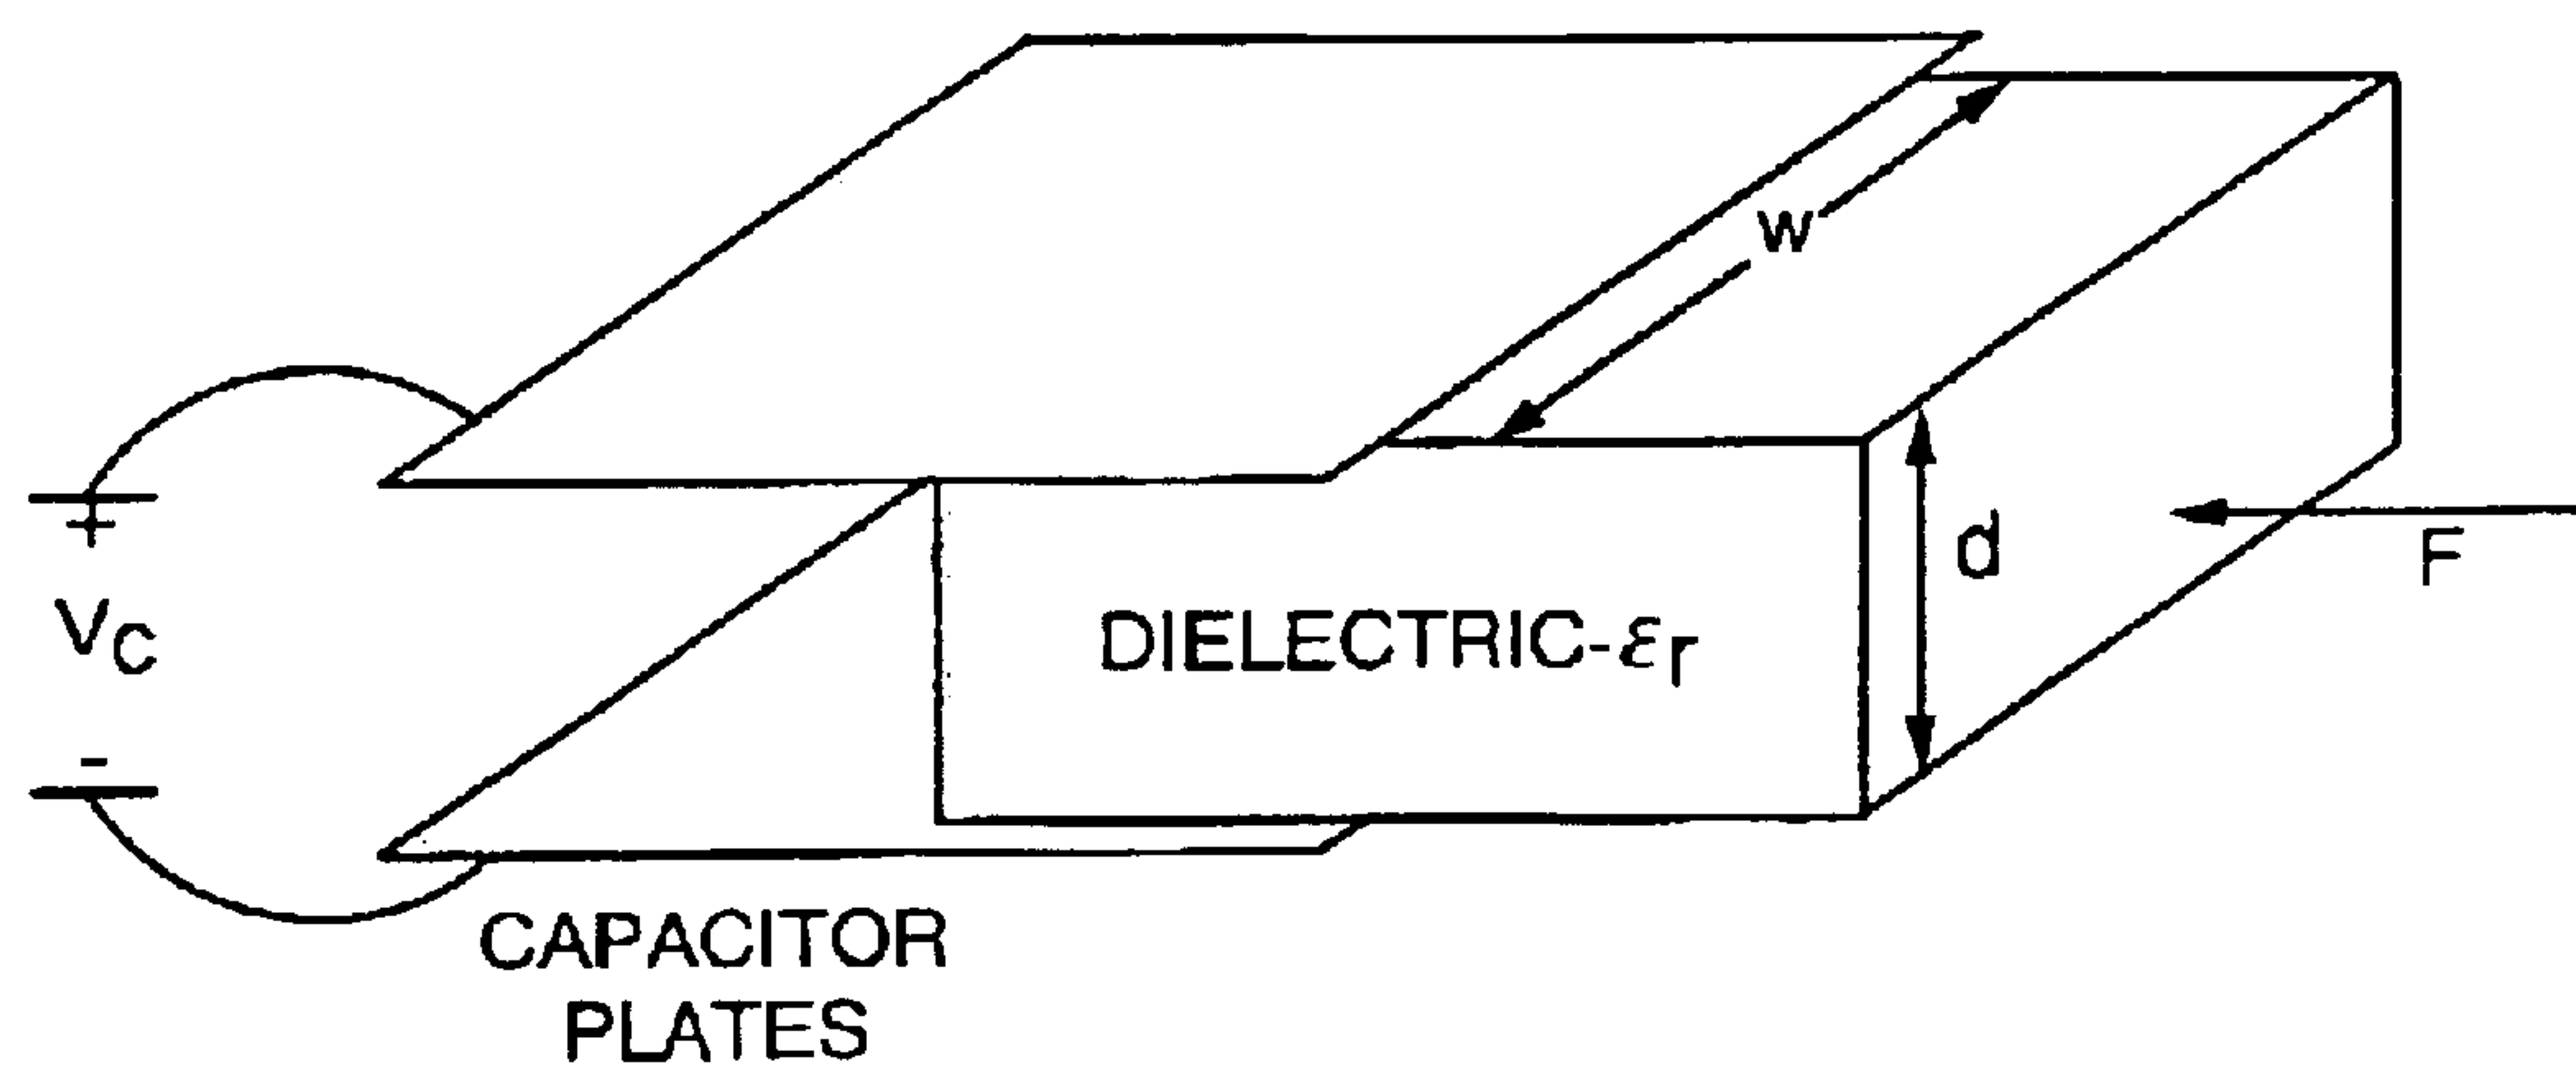 w
+
V_C
-
d
F
DIELECTRIC-ε_r
CAPACITOR
PLATES